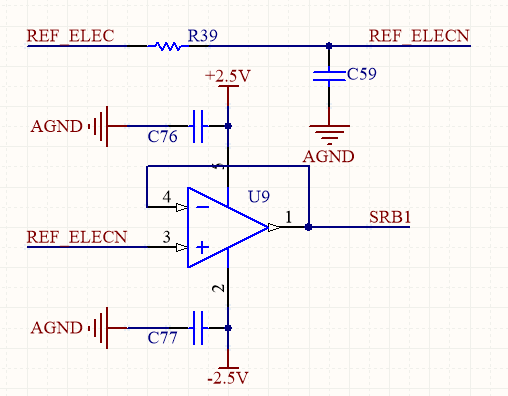 REF_ELEC R39 REF_ELECN
C59
+2.5V
AGND C76
AGND
5
4 U9
1 SRB1
REF_ELECN 3
2
AGND C77
-2.5V